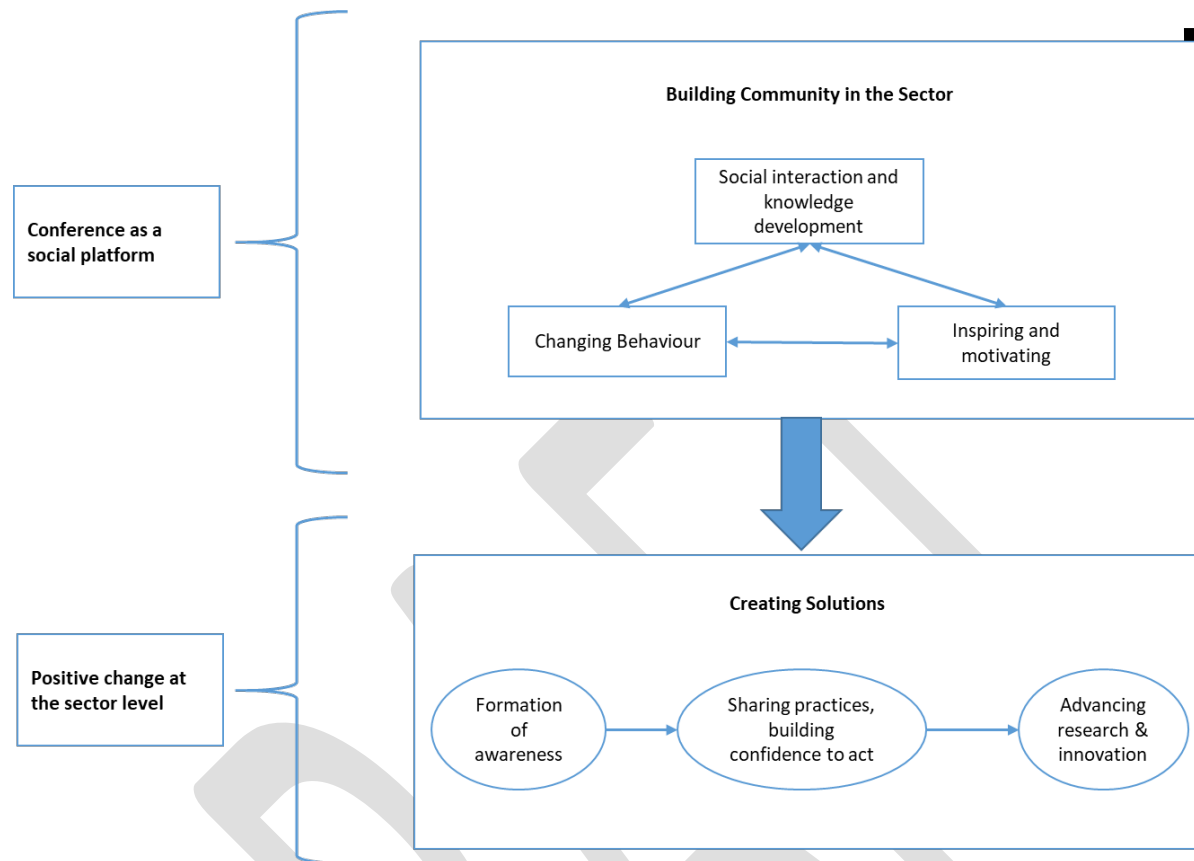 Building Community in the Sector
Social interaction and
knowledge
development
Conference as a
social platform
Changing Behaviour
Inspiring and
motivating
Creating Solutions
Positive change at
the sector level
Formation
of
awareness
Sharing practices,
building
confidence to act
Advancing
research &
innovation